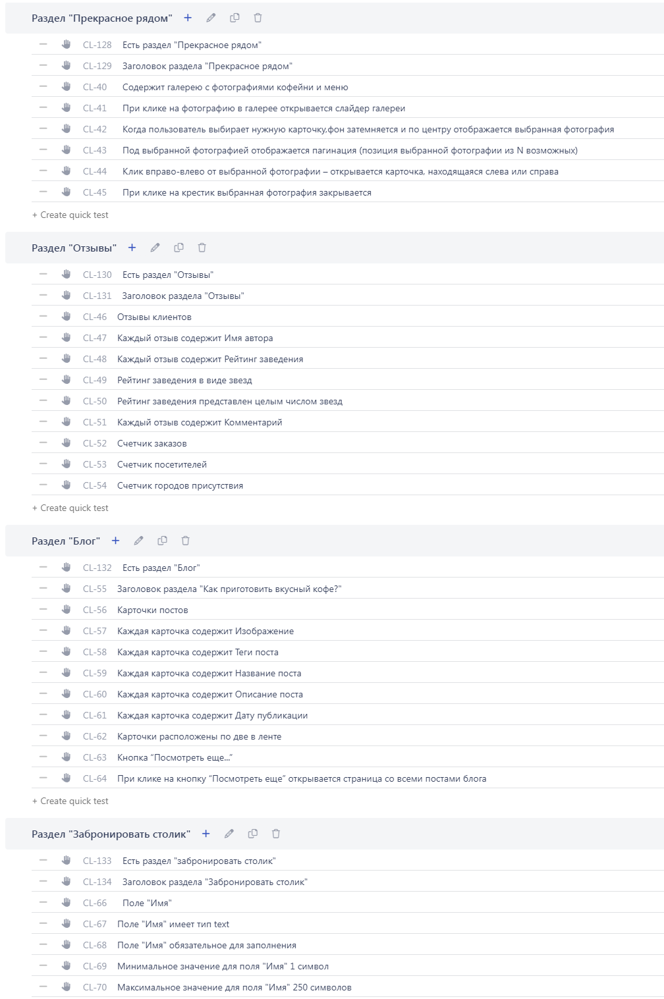 Раздел "Прекрасное рядом"
CL-128 Есть раздел "Прекрасное рядом"
CL-129 Заголовок раздела "Прекрасное рядом"
CL-40 Содержит галерею с фотографиями кофейни и меню
CL-41 При клике на фотографию в галерее открывается слайдер галереи
CL-42 Когда пользователь выбирает нужную карточку,фон затемняется и по центру отображается выбранная фотография
CL-43 Под выбранной фотографией отображается пагинация (позиция выбранной фотографии из N возможных)
CL-44 Клик вправо-влево от выбранной фотографии – открывается карточка, находящаяся слева или справа
CL-45 При клике на крестик выбранная фотография закрывается
+ Create quick test
Раздел "Отзывы"
CL-130 Есть раздел "Отзывы"
CL-131 Заголовок раздела "Отзывы"
CL-46 Отзывы клиентов
CL-47 Каждый отзыв содержит Имя автора
CL-48 Каждый отзыв содержит Рейтинг заведения
CL-49 Рейтинг заведения в виде звезд
CL-50 Рейтинг заведения представлен целым числом звезд
CL-51 Каждый отзыв содержит Комментарий
CL-52 Счетчик заказов
CL-53 Счетчик посетителей
CL-54 Счетчик городов присутствия
+ Create quick test
Раздел "Блог"
CL-132 Есть раздел "Блог"
CL-55 Заголовок раздела "Как приготовить вкусный кофе?"
CL-56 Карточки постов
CL-57 Каждая карточка содержит Изображение
CL-58 Каждая карточка содержит Теги поста
CL-59 Каждая карточка содержит Название поста
CL-60 Каждая карточка содержит Описание поста
CL-61 Каждая карточка содержит Дату публикации
CL-62 Карточки расположены по две в ленте
CL-63 Кнопка “Посмотреть еще...”
CL-64 При клике на кнопку “Посмотреть еще” открывается страница со всеми постами блога
+ Create quick test
Раздел "Забронировать столик"
CL-133 Есть раздел "забронировать столик"
CL-134 Заголовок раздела "Забронировать столик"
CL-66 Поле "Имя"
CL-67 Поле "Имя" имеет тип text
CL-68 Поле "Имя" обязательное для заполнения
CL-69 Минимальное значение для поля "Имя" 1 символ
CL-70 Максимальное значение для поля "Имя" 250 символов